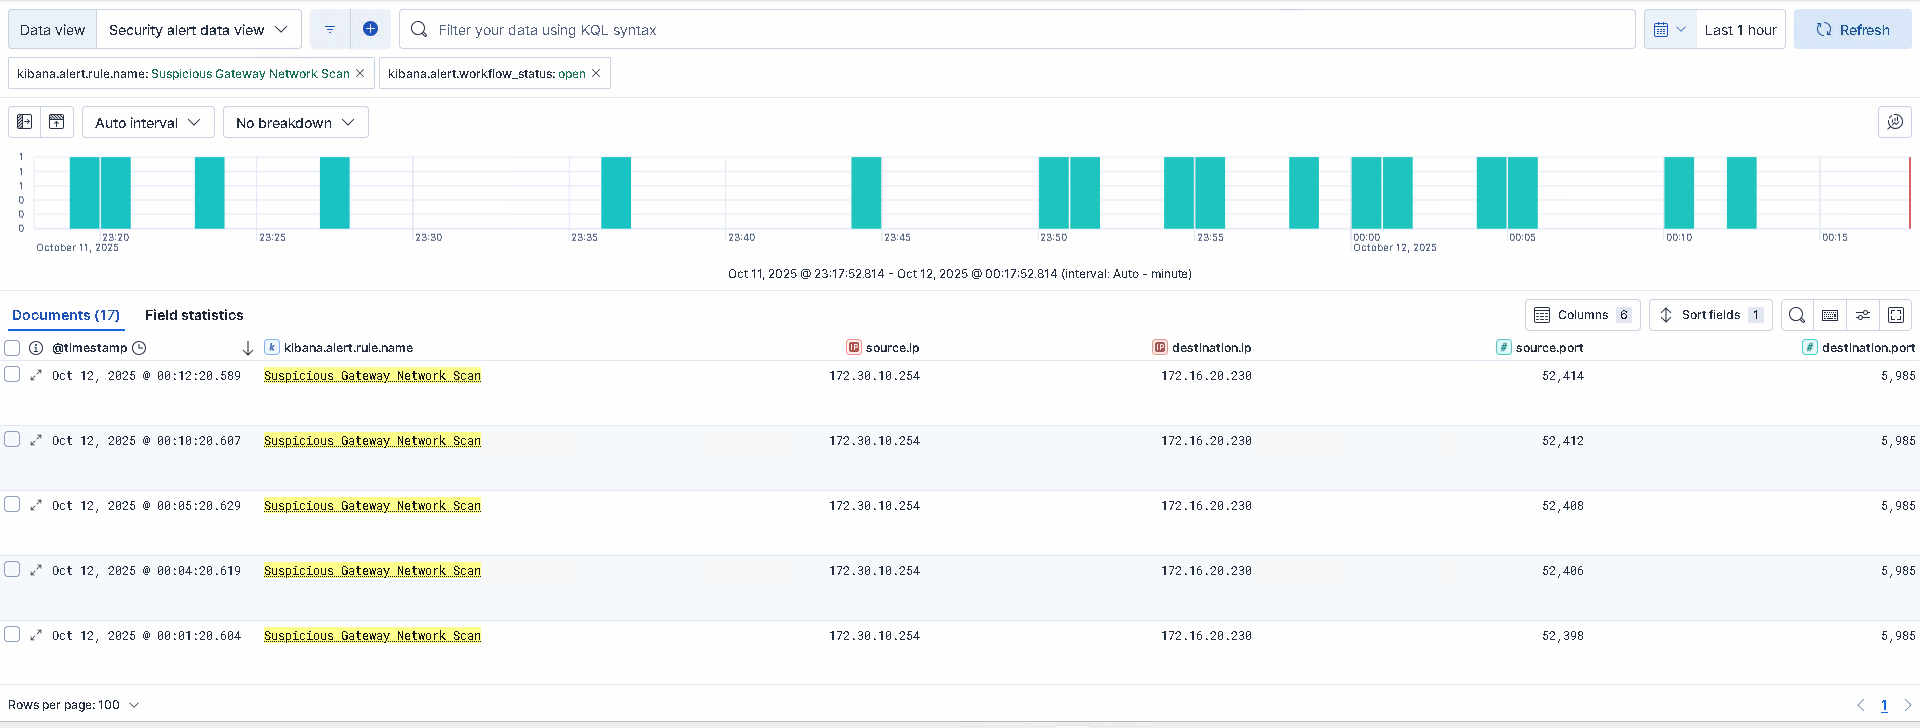 Data view Security alert data view Filter your data using KQL syntax Last 1 hour Refresh
kibana.alert.rule.name: Suspicious Gateway Network Scan kibana.alert.workflow_status: open
Auto interval No breakdown
1
1
1
0
0
0
23:20 23:25 23:30 23:35 23:40 23:45 23:50 23:55 00:00 00:05 00:10 00:15
October 11, 2025 October 12, 2025
Oct 11, 2025 @ 23:17:52.814 - Oct 12, 2025 @ 00:17:52.814 (interval: Auto - minute)
Documents (17) Field statistics Columns 6 Sort fields 1
@timestamp k kibana.alert.rule.name IP source.ip IP destination.ip # source.port # destination.port
Oct 12, 2025 @ 00:12:20.589 Suspicious Gateway Network Scan 172.30.10.254 172.16.20.230 52,414 5,985
Oct 12, 2025 @ 00:10:20.607 Suspicious Gateway Network Scan 172.30.10.254 172.16.20.230 52,412 5,985
Oct 12, 2025 @ 00:05:20.629 Suspicious Gateway Network Scan 172.30.10.254 172.16.20.230 52,408 5,985
Oct 12, 2025 @ 00:04:20.619 Suspicious Gateway Network Scan 172.30.10.254 172.16.20.230 52,406 5,985
Oct 12, 2025 @ 00:01:20.604 Suspicious Gateway Network Scan 172.30.10.254 172.16.20.230 52,398 5,985
Rows per page: 100 1